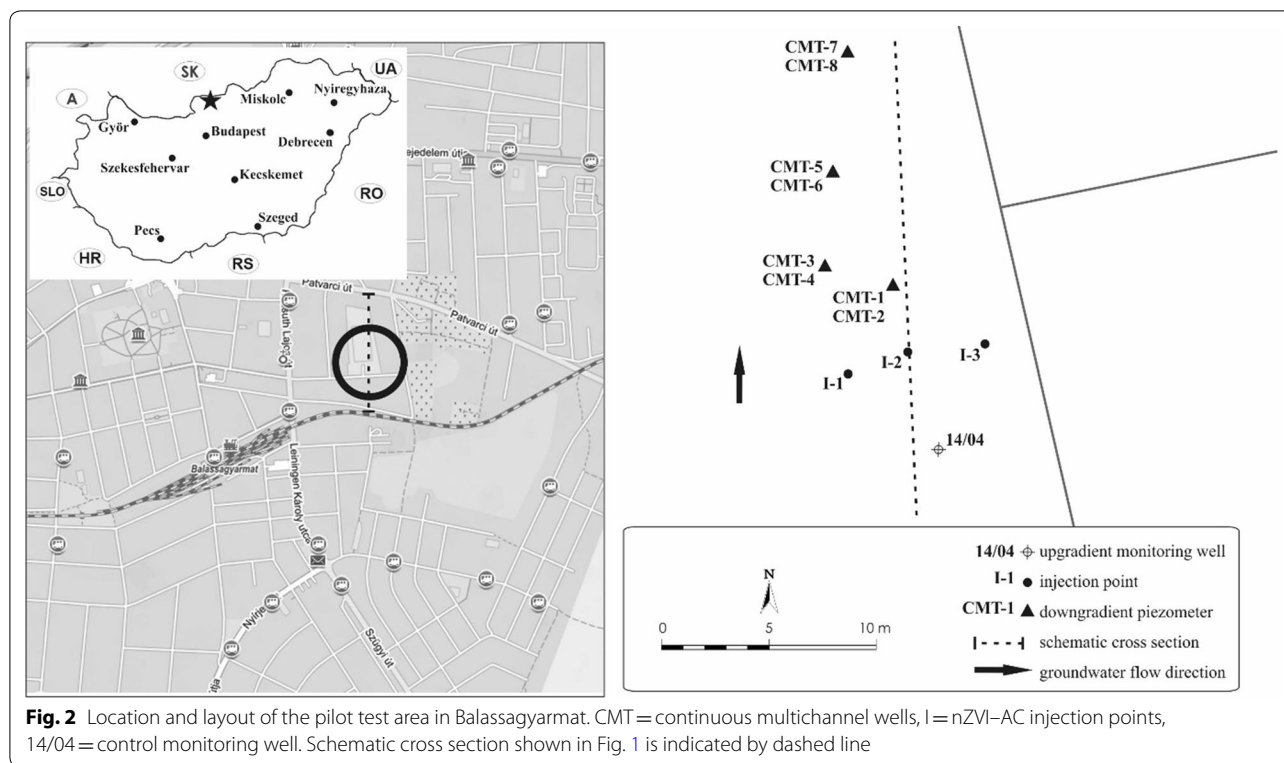 SK
UA
A
Miskolc
Nyiregyhaza
Győr
Budapest
Debrecen
Szekesfehervar
SLO
Kecskemet
RO
Szeged
Pecs
HR
RS
ejedelem útja
Patvarci út
Patvarci út
Balassagyarmat
Leiningen Károly utca
Nyírje
Szügyi út
útja
CMT-7
CMT-8
CMT-5
CMT-6
CMT-3
CMT-4
CMT-1
CMT-2
I-3
I-2
I-1
14/04
14/04 upgradient monitoring well
I-1 injection point
CMT-1 downgradient piezometer
schematic cross section
groundwater flow direction
N
0 5 10 m
Fig. 2 Location and layout of the pilot test area in Balassagyarmat. CMT = continuous multichannel wells, I = nZVI–AC injection points,
14/04 = control monitoring well. Schematic cross section shown in Fig. 1 is indicated by dashed line